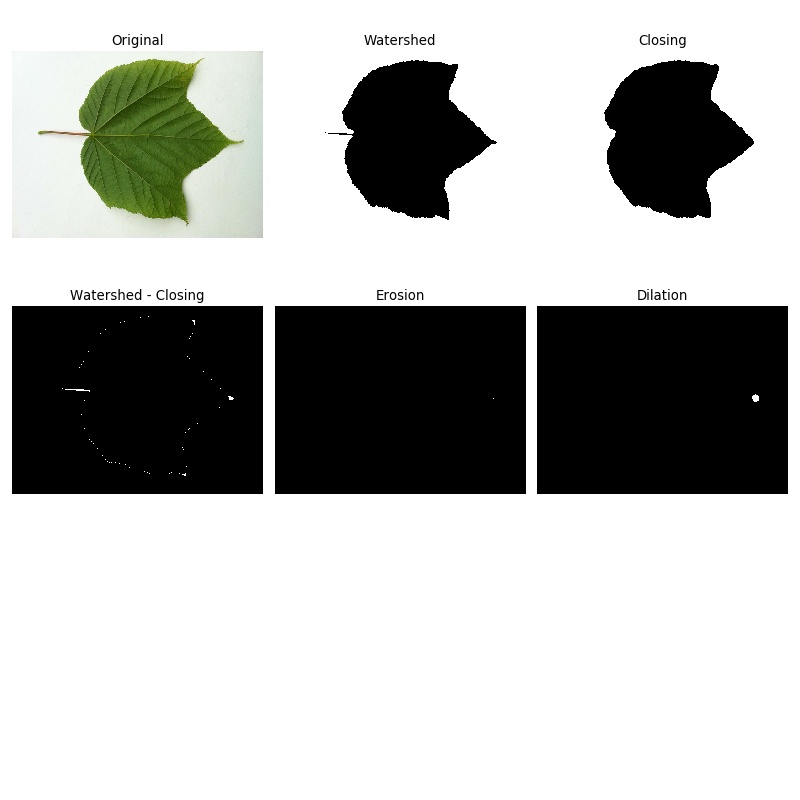 Original
Watershed
Closing
Watershed - Closing
Erosion
Dilation